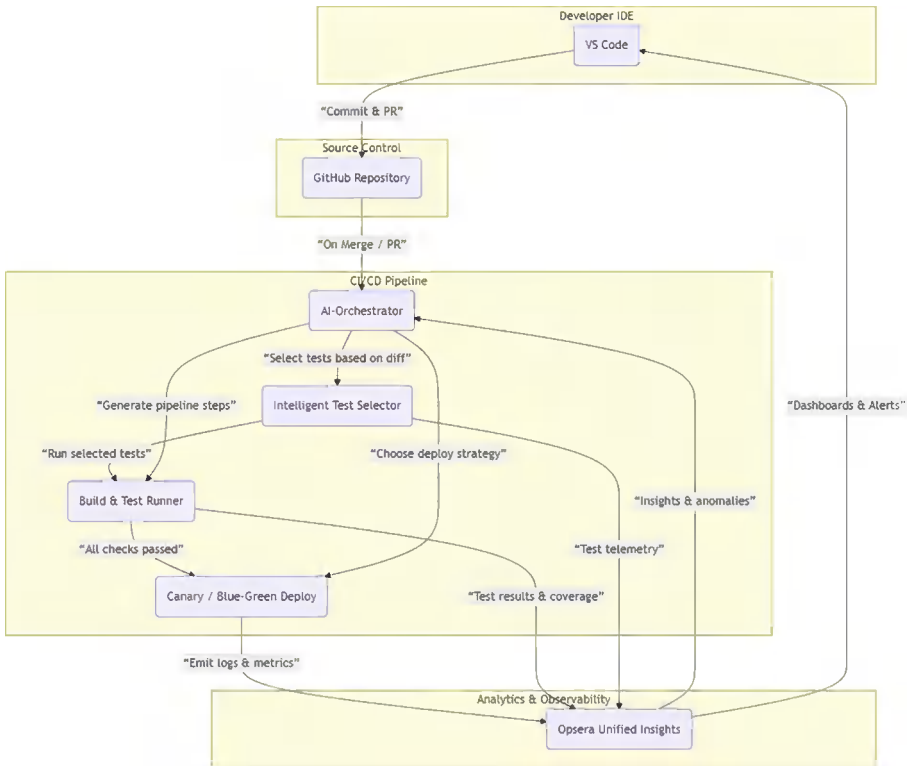 Developer IDE
VS Code
“Commit & PR”
Source Control
GitHub Repository
“On Merge / PR”
CI/CD Pipeline
AI-Orchestrator
“Select tests based on diff”
“Generate pipeline steps”
Intelligent Test Selector
“Dashboards & Alerts”
“Run selected tests”
“Choose deploy strategy”
Build & Test Runner
“Insights & anomalies”
“All checks passed”
“Test telemetry”
Canary / Blue-Green Deploy
“Test results & coverage”
“Emit logs & metrics”
Analytics & Observability
Opsera Unified Insights